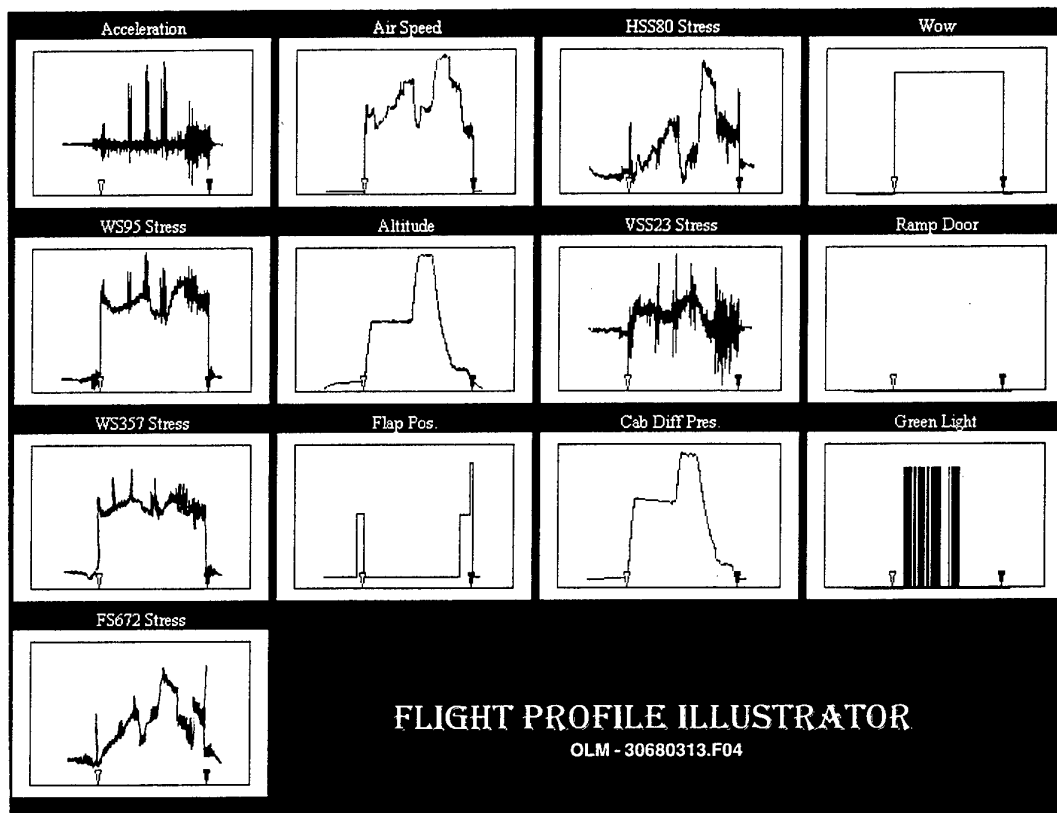 Acceleration
Air Speed
HSS80 Stress
Wow
WS95 Stress
Altitude
VSS23 Stress
Ramp Door
WS357 Stress
Flap Pos.
Cab Diff Pres.
Green Light
FS672 Stress
FLIGHT PROFILE ILLUSTRATOR
OLM - 30680313.F04